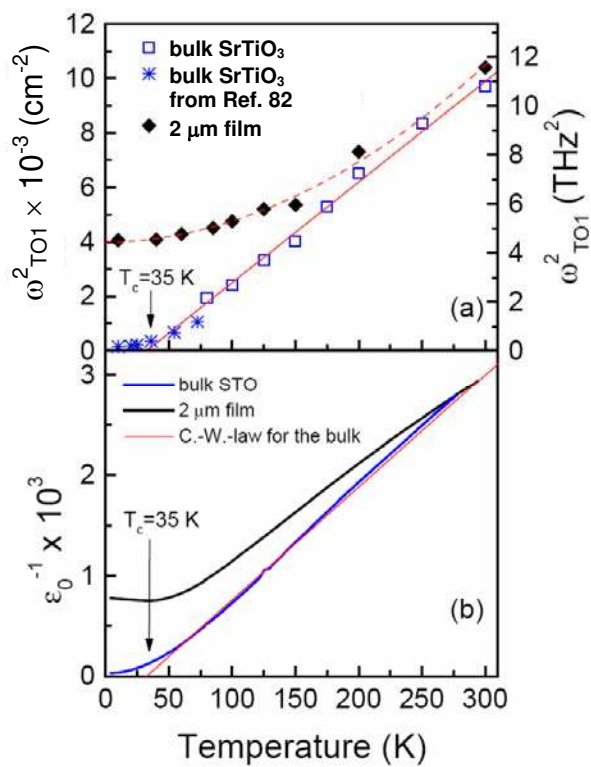 12
10
8
6
4
2
0
ω²TO1 × 10⁻³ (cm⁻²)
bulk SrTiO₃
bulk SrTiO₃
from Ref. 82
2 μm film
T_c=35 K
(a)
12
10
8
6
4
2
0
ω²TO1 (THz²)
3
2
1
0
ε₀⁻¹ x 10³
bulk STO
2 μm film
C.-W.-law for the bulk
T_c=35 K
(b)
0 50 100 150 200 250 300
Temperature (K)